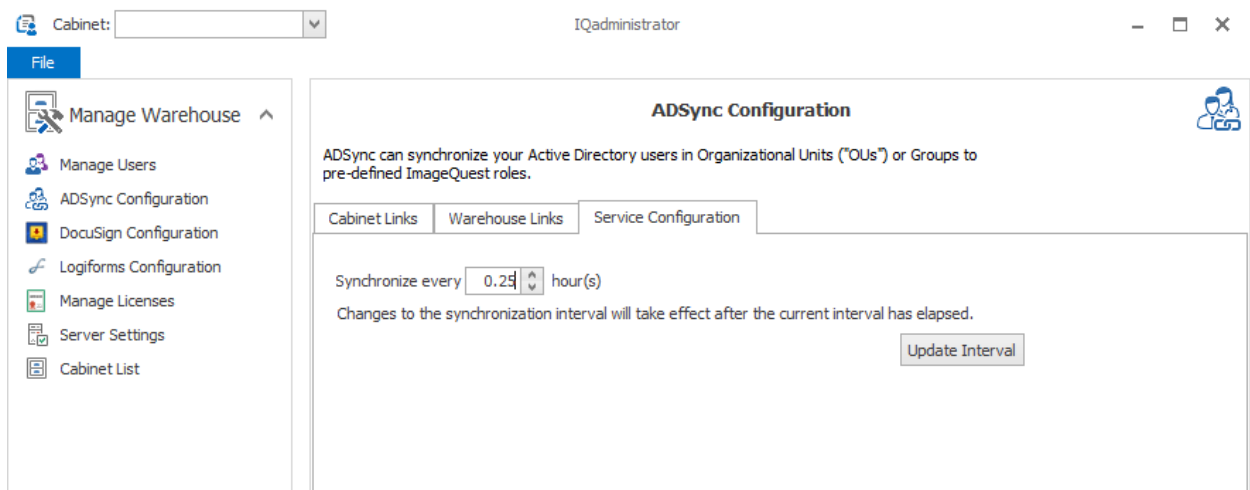 Cabinet:
IQadministrator
File
Manage Warehouse
Manage Users
ADSync Configuration
DocuSign Configuration
Logiforms Configuration
Manage Licenses
Server Settings
Cabinet List
ADSync Configuration
ADSync can synchronize your Active Directory users in Organizational Units ("OUs") or Groups to
pre-defined ImageQuest roles.
Cabinet Links Warehouse Links Service Configuration
Synchronize every 0.25 hour(s)
Changes to the synchronization interval will take effect after the current interval has elapsed.
Update Interval